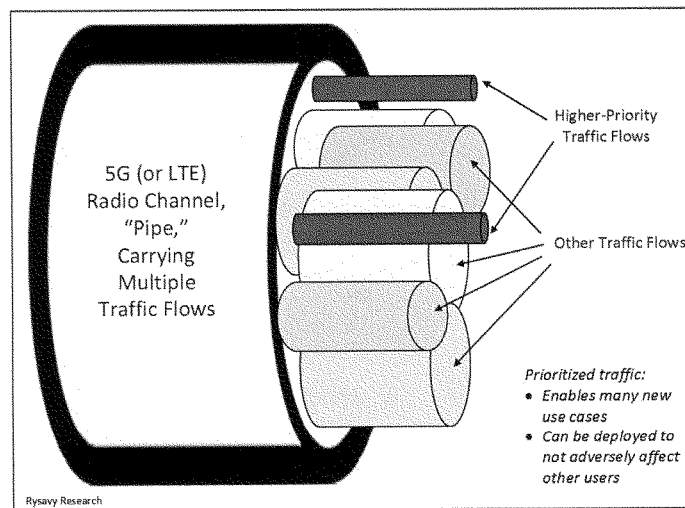 5G (or LTE)
Radio Channel,
"Pipe,"
Carrying
Multiple
Traffic Flows
Higher-Priority
Traffic Flows
Other Traffic Flows
Prioritized traffic:
• Enables many new
use cases
• Can be deployed to
not adversely affect
other users
Rysavy Research